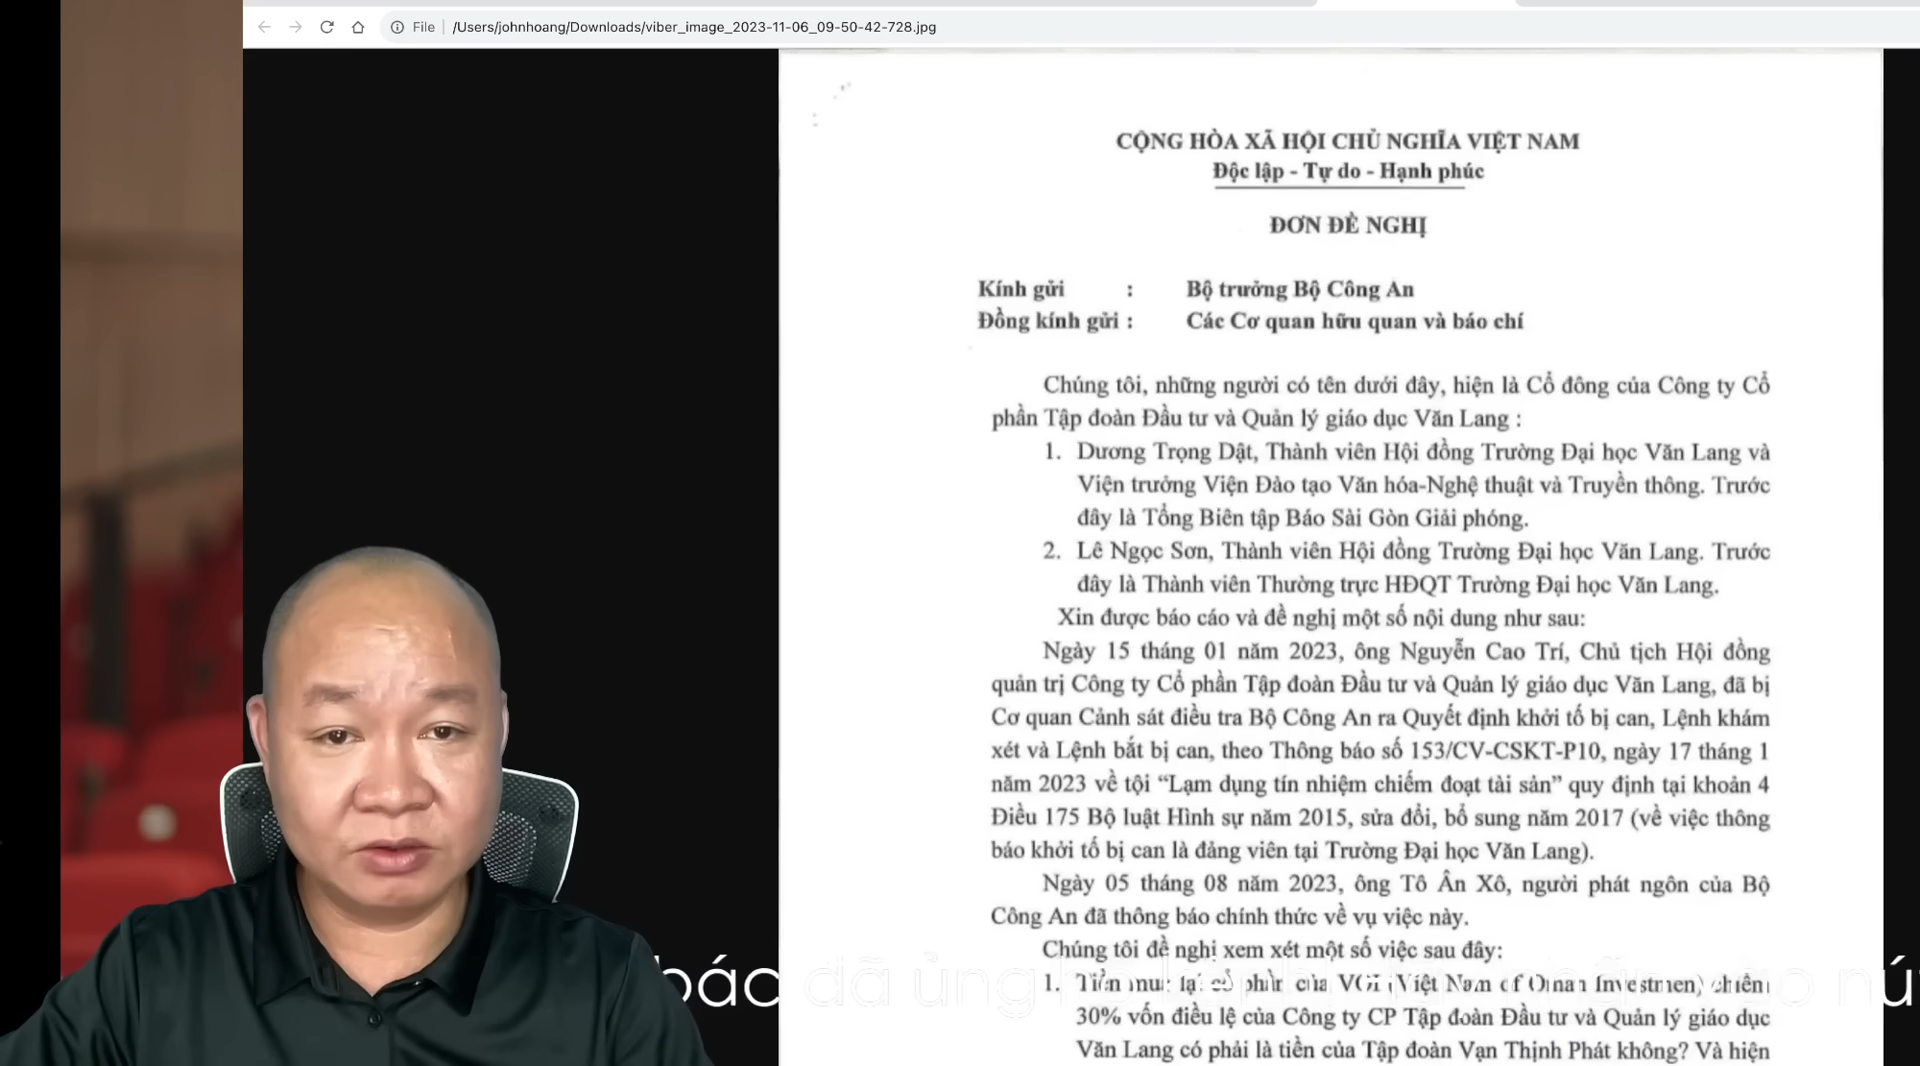 File /Users/johnhoang/Downloads/viber_image_2023-11-06_09-50-42-728.jpg
CỘNG HÒA XÃ HỘI CHỦ NGHĨA VIỆT NAM
Độc lập - Tự do - Hạnh phúc
ĐƠN ĐỀ NGHỊ
Kính gửi : Bộ trưởng Bộ Công An
Đồng kính gửi : Các Cơ quan hữu quan và báo chí
Chúng tôi, những người có tên dưới đây, hiện là Cổ đông của Công ty Cổ
phần Tập đoàn Đầu tư và Quản lý giáo dục Văn Lang :
1. Dương Trọng Dật, Thành viên Hội đồng Trường Đại học Văn Lang và
Viện trưởng Viện Đào tạo Văn hóa-Nghệ thuật và Truyền thông. Trước
đây là Tổng Biên tập Báo Sài Gòn Giải phóng.
2. Lê Ngọc Sơn, Thành viên Hội đồng Trường Đại học Văn Lang. Trước
đây là Thành viên Thường trực HĐQT Trường Đại học Văn Lang.
Xin được báo cáo và đề nghị một số nội dung như sau:
Ngày 15 tháng 01 năm 2023, ông Nguyễn Cao Trí, Chủ tịch Hội đồng
quản trị Công ty Cổ phần Tập đoàn Đầu tư và Quản lý giáo dục Văn Lang, đã bị
Cơ quan Cảnh sát điều tra Bộ Công An ra Quyết định khởi tố bị can, Lệnh khám
xét và Lệnh bắt bị can, theo Thông báo số 153/CV-CSKT-P10, ngày 17 tháng 1
năm 2023 về tội “Lạm dụng tín nhiệm chiếm đoạt tài sản” quy định tại khoản 4
Điều 175 Bộ luật Hình sự năm 2015, sửa đổi, bổ sung năm 2017 (về việc thông
báo khởi tố bị can là đảng viên tại Trường Đại học Văn Lang).
Ngày 05 tháng 08 năm 2023, ông Tô Ân Xô, người phát ngôn của Bộ
Công An đã thông báo chính thức về vụ việc này.
Chúng tôi đề nghị xem xét một số việc sau đây:
1. Tiền mua lại cổ phần của VOI (Việt Nam of Oman Investmen) chiếm
bác đã ủng hộ
30% vốn điều lệ của Công ty CP Tập đoàn Đầu tư và Quản lý giáo dục
Văn Lang có phải là tiền của Tập đoàn Vạn Thịnh Phát không? Và hiện